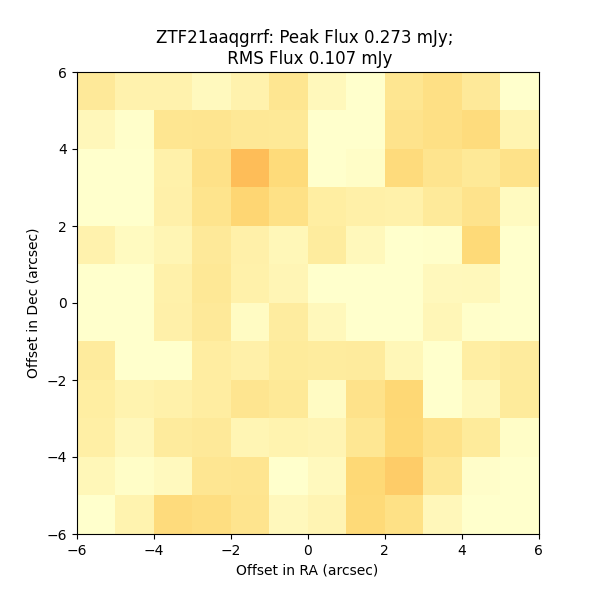 ZTF21aaqgrrf: Peak Flux 0.273 mJy;
RMS Flux 0.107 mJy
6
4
2
0
−2
−4
−6
Offset in Dec (arcsec)
−6 −4 −2 0 2 4 6
Offset in RA (arcsec)